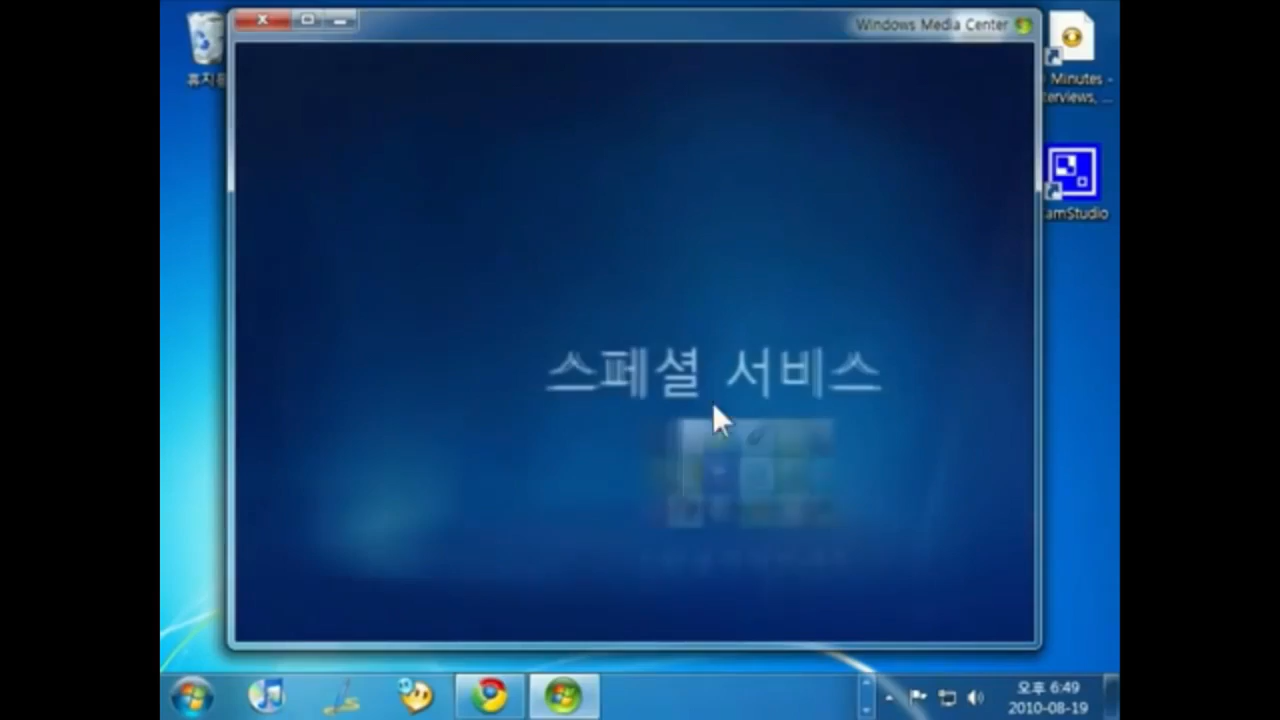 Windows Media Center
Minutes -
terviews, ...
amStudio
스페셜 서비스
오후 6:49
2010-08-19